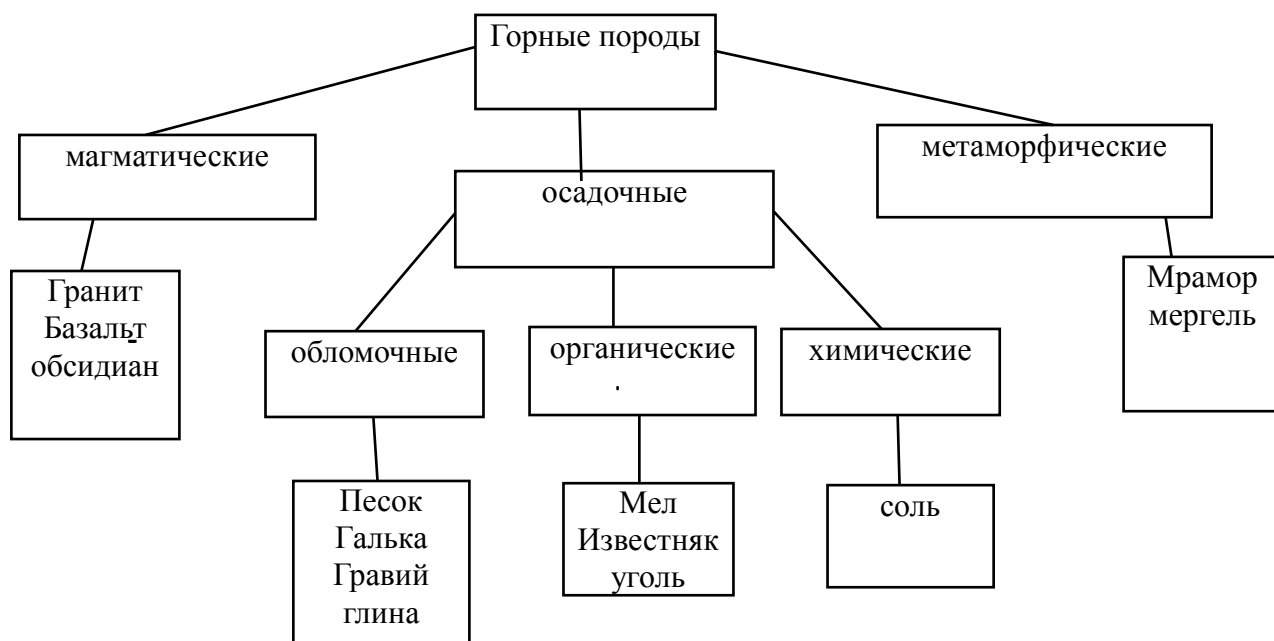 Горные породы
магматические
осадочные
метаморфические
Гранит
Базальт
обсидиан
обломочные
органические
химические
Мрамор
мергель
Песок
Галька
Гравий
глина
Мел
Известняк
уголь
соль